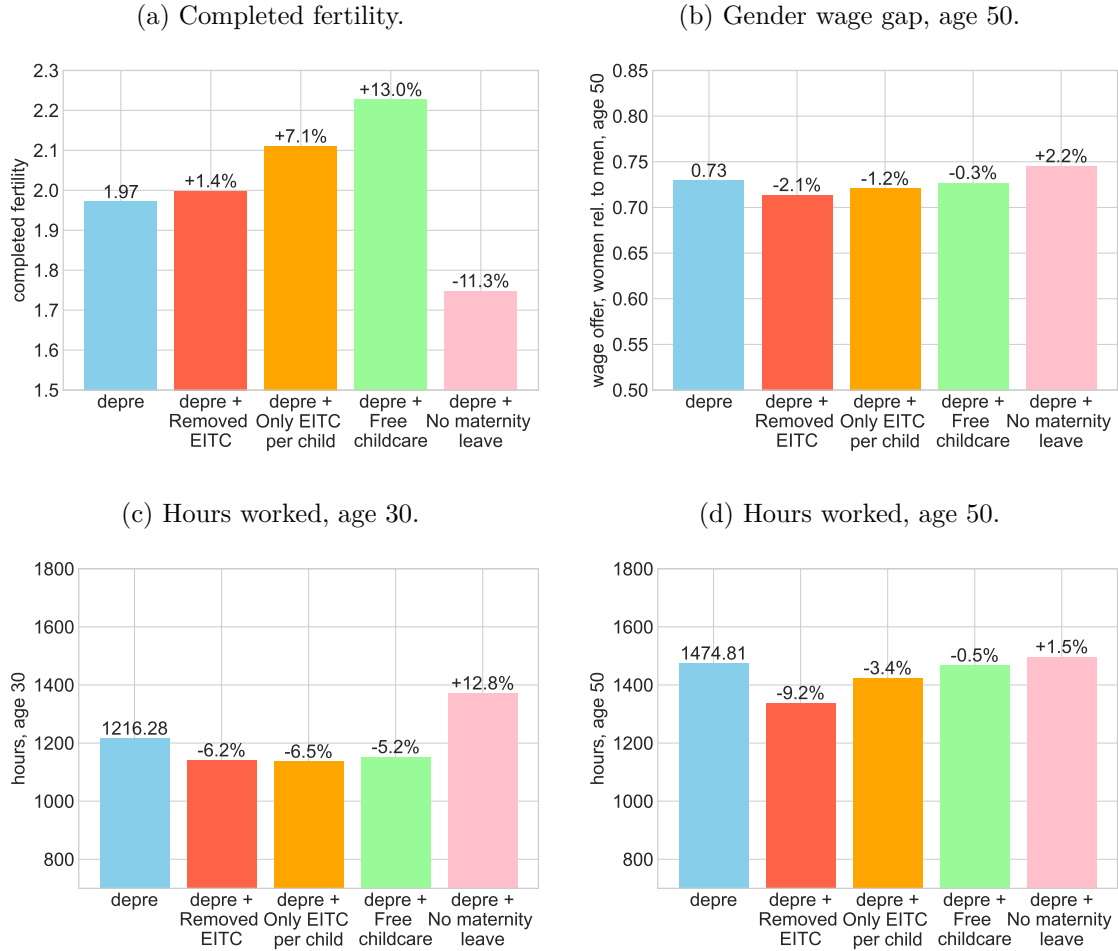 (a) Completed fertility.
completed fertility
2.3
2.2
2.1
2.0
1.9
1.8
1.7
1.6
1.5
1.97
+1.4%
+7.1%
+13.0%
-11.3%
depre
depre +
Removed
EITC
depre +
Only EITC
per child
depre +
Free
childcare
depre +
No maternity
leave
(b) Gender wage gap, age 50.
wage offer, women rel. to men, age 50
0.85
0.80
0.75
0.70
0.65
0.60
0.55
0.50
0.73
-2.1%
-1.2%
-0.3%
+2.2%
depre
depre +
Removed
EITC
depre +
Only EITC
per child
depre +
Free
childcare
depre +
No maternity
leave
(c) Hours worked, age 30.
hours, age 30
1800
1600
1400
1200
1000
800
1216.28
-6.2%
-6.5%
-5.2%
+12.8%
depre
depre +
Removed
EITC
depre +
Only EITC
per child
depre +
Free
childcare
depre +
No maternity
leave
(d) Hours worked, age 50.
hours, age 50
1800
1600
1400
1200
1000
800
1474.81
-9.2%
-3.4%
-0.5%
+1.5%
depre
depre +
Removed
EITC
depre +
Only EITC
per child
depre +
Free
childcare
depre +
No maternity
leave